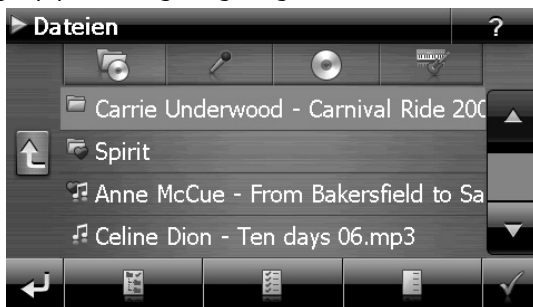 Dateien ?
Carrie Underwood - Carnival Ride 200
Spirit
Anne McCue - From Bakersfield to Sa
Celine Dion - Ten days 06.mp3